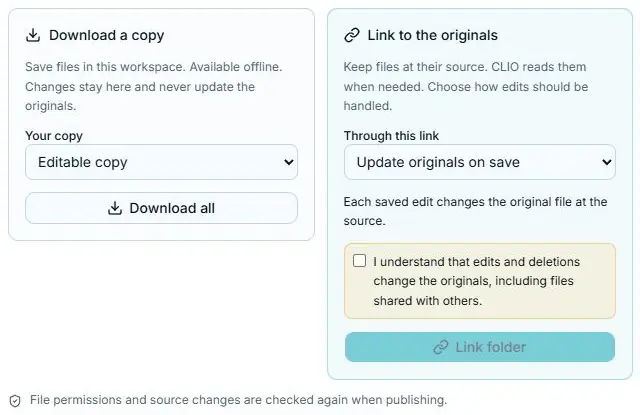 Download a copy
Save files in this workspace. Available offline.
Changes stay here and never update the
originals.
Your copy
Editable copy
Download all
Link to the originals
Keep files at their source. CLIO reads them
when needed. Choose how edits should be
handled.
Through this link
Update originals on save
Each saved edit changes the original file at the
source.
I understand that edits and deletions
change the originals, including files
shared with others.
Link folder
File permissions and source changes are checked again when publishing.